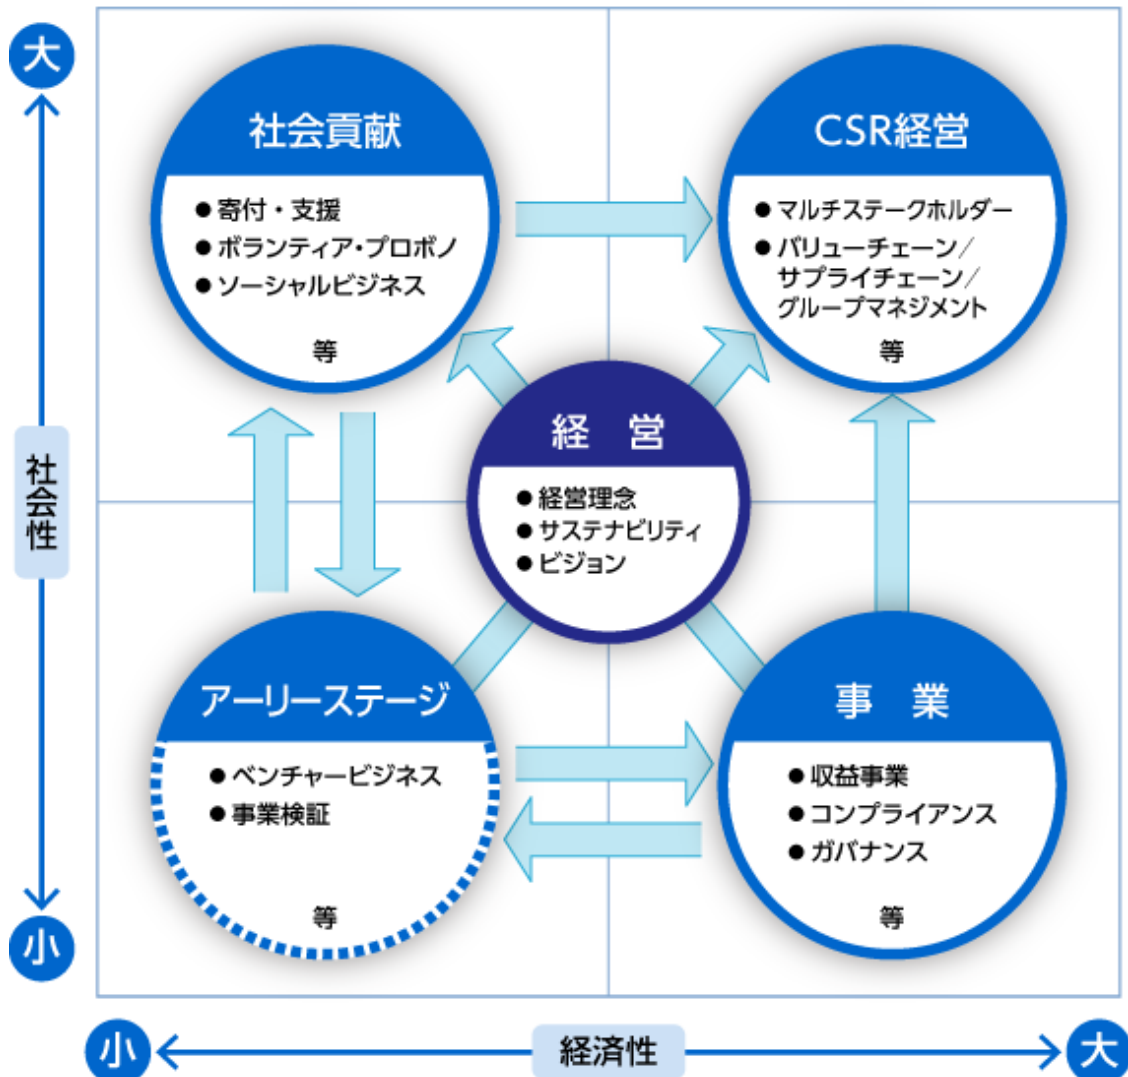 大
社会性
小
社会貢献
● 寄付・支援
● ボランティア・プロボノ
● ソーシャルビジネス
等
CSR経営
● マルチステークホルダー
● バリューチェーン/
サプライチェーン/
グループマネジメント
等
経 営
● 経営理念
● サステナビリティ
● ビジョン
アーリーステージ
● ベンチャービジネス
● 事業検証
等
事 業
● 収益事業
● コンプライアンス
● ガバナンス
等
小
経済性
大